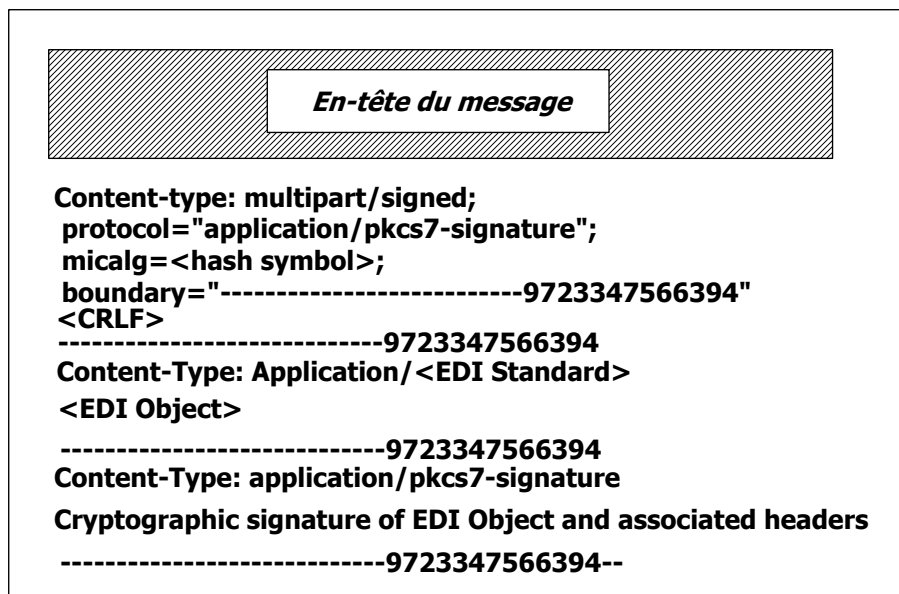 En-tête du message
Content-type: multipart/signed;
protocol="application/pkcs7-signature";
micalg=<hash symbol>;
boundary="---------------------------9723347566394"
<CRLF>
-----------------------------9723347566394
Content-Type: Application/<EDI Standard>
<EDI Object>
-----------------------------9723347566394
Content-Type: application/pkcs7-signature
Cryptographic signature of EDI Object and associated headers
-----------------------------9723347566394--